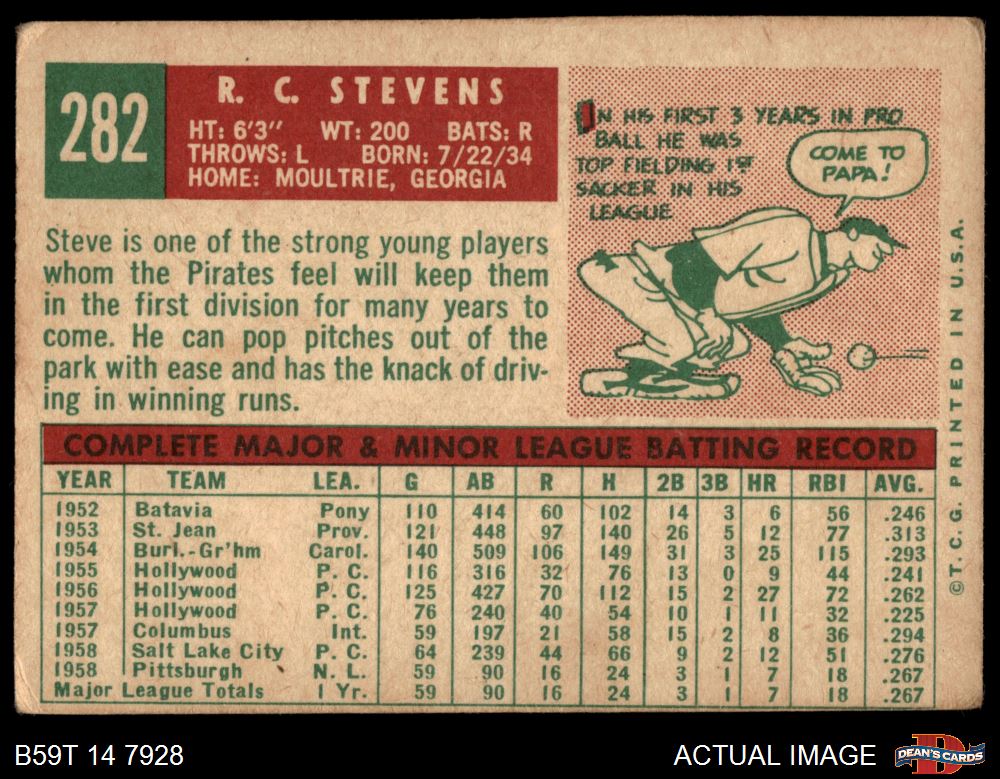 282
R. C. STEVENS
HT: 6'3" WT: 200 BATS: R
THROWS: L BORN: 7/22/34
HOME: MOULTRIE, GEORGIA
IN HIS FIRST 3 YEARS IN PRO
BALL HE WAS
TOP FIELDING 1ST
SACKER IN HIS
LEAGUE
COME TO
PAPA!
Steve is one of the strong young players
whom the Pirates feel will keep them
in the first division for many years to
come. He can pop pitches out of the
park with ease and has the knack of driv-
ing in winning runs.
©T.C.G. PRINTED IN U.S.A.
COMPLETE MAJOR & MINOR LEAGUE BATTING RECORD
YEAR TEAM LEA. G AB R H 2B 3B HR RBI AVG.
1952 Batavia Pony 110 414 60 102 14 3 6 56 .246
1953 St. Jean Prov. 121 448 97 140 26 5 12 77 .313
1954 Burl.-Gr'hm Carol. 140 509 106 149 31 3 25 115 .293
1955 Hollywood P. C. 116 316 32 76 13 0 9 44 .241
1956 Hollywood P. C. 125 427 70 112 15 2 27 72 .262
1957 Hollywood P. C. 76 240 40 54 10 1 11 32 .225
1957 Columbus Int. 59 197 21 58 15 2 8 36 .294
1958 Salt Lake City P. C. 64 239 44 66 9 2 12 51 .276
1958 Pittsburgh N. L. 59 90 16 24 3 1 7 18 .267
Major League Totals 1 Yr. 59 90 16 24 3 1 7 18 .267
B59T 14 7928
ACTUAL IMAGE
DEAN'S CARDS